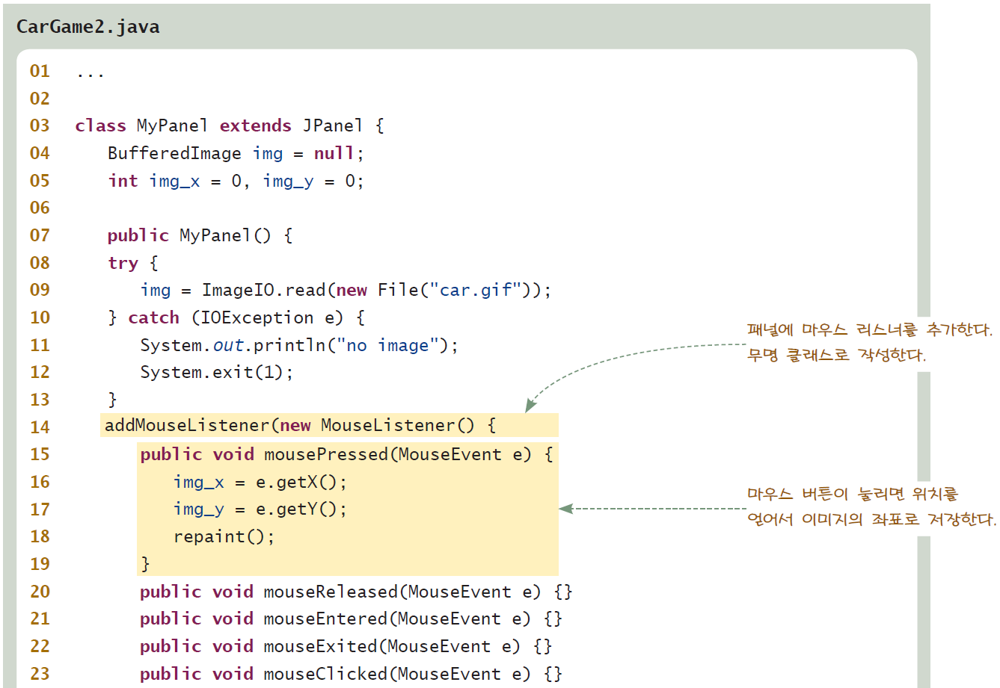 CarGame2.java
01 ...
02
03 class MyPanel extends JPanel {
04 BufferedImage img = null;
05 int img_x = 0, img_y = 0;
06
07 public MyPanel() {
08 try {
09 img = ImageIO.read(new File("car.gif"));
10 } catch (IOException e) {
11 System.out.println("no image");
12 System.exit(1);
13 }
패널에 마우스 리스너를 추가한다.
무명 클래스로 작성한다.
14 addMouseListener(new MouseListener() {
15 public void mousePressed(MouseEvent e) {
16 img_x = e.getX();
17 img_y = e.getY();
18 repaint();
19 }
마우스 버튼이 눌리면 위치를
얻어서 이미지의 좌표로 저장한다.
20 public void mouseReleased(MouseEvent e) {}
21 public void mouseEntered(MouseEvent e) {}
22 public void mouseExited(MouseEvent e) {}
23 public void mouseClicked(MouseEvent e) {}